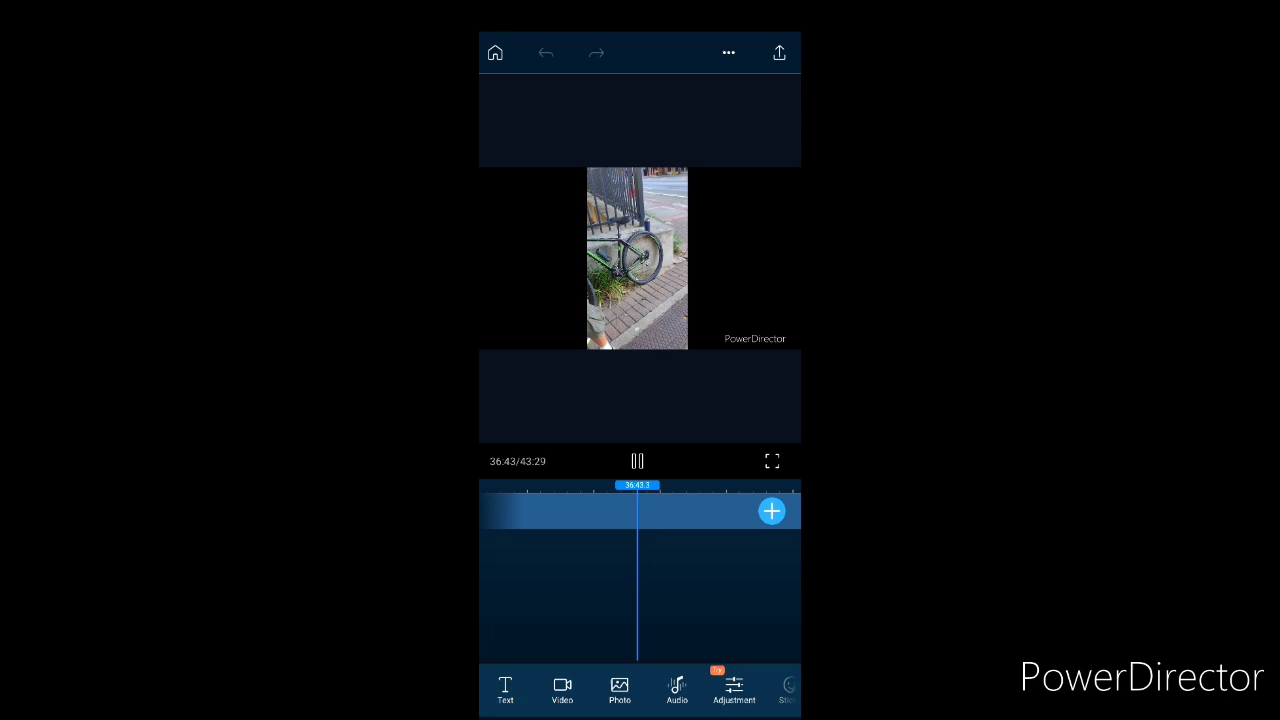 PowerDirector
36:43/43:29
36:43.3
Try
Text
Video
Photo
Audio
Adjustment
PowerDirector